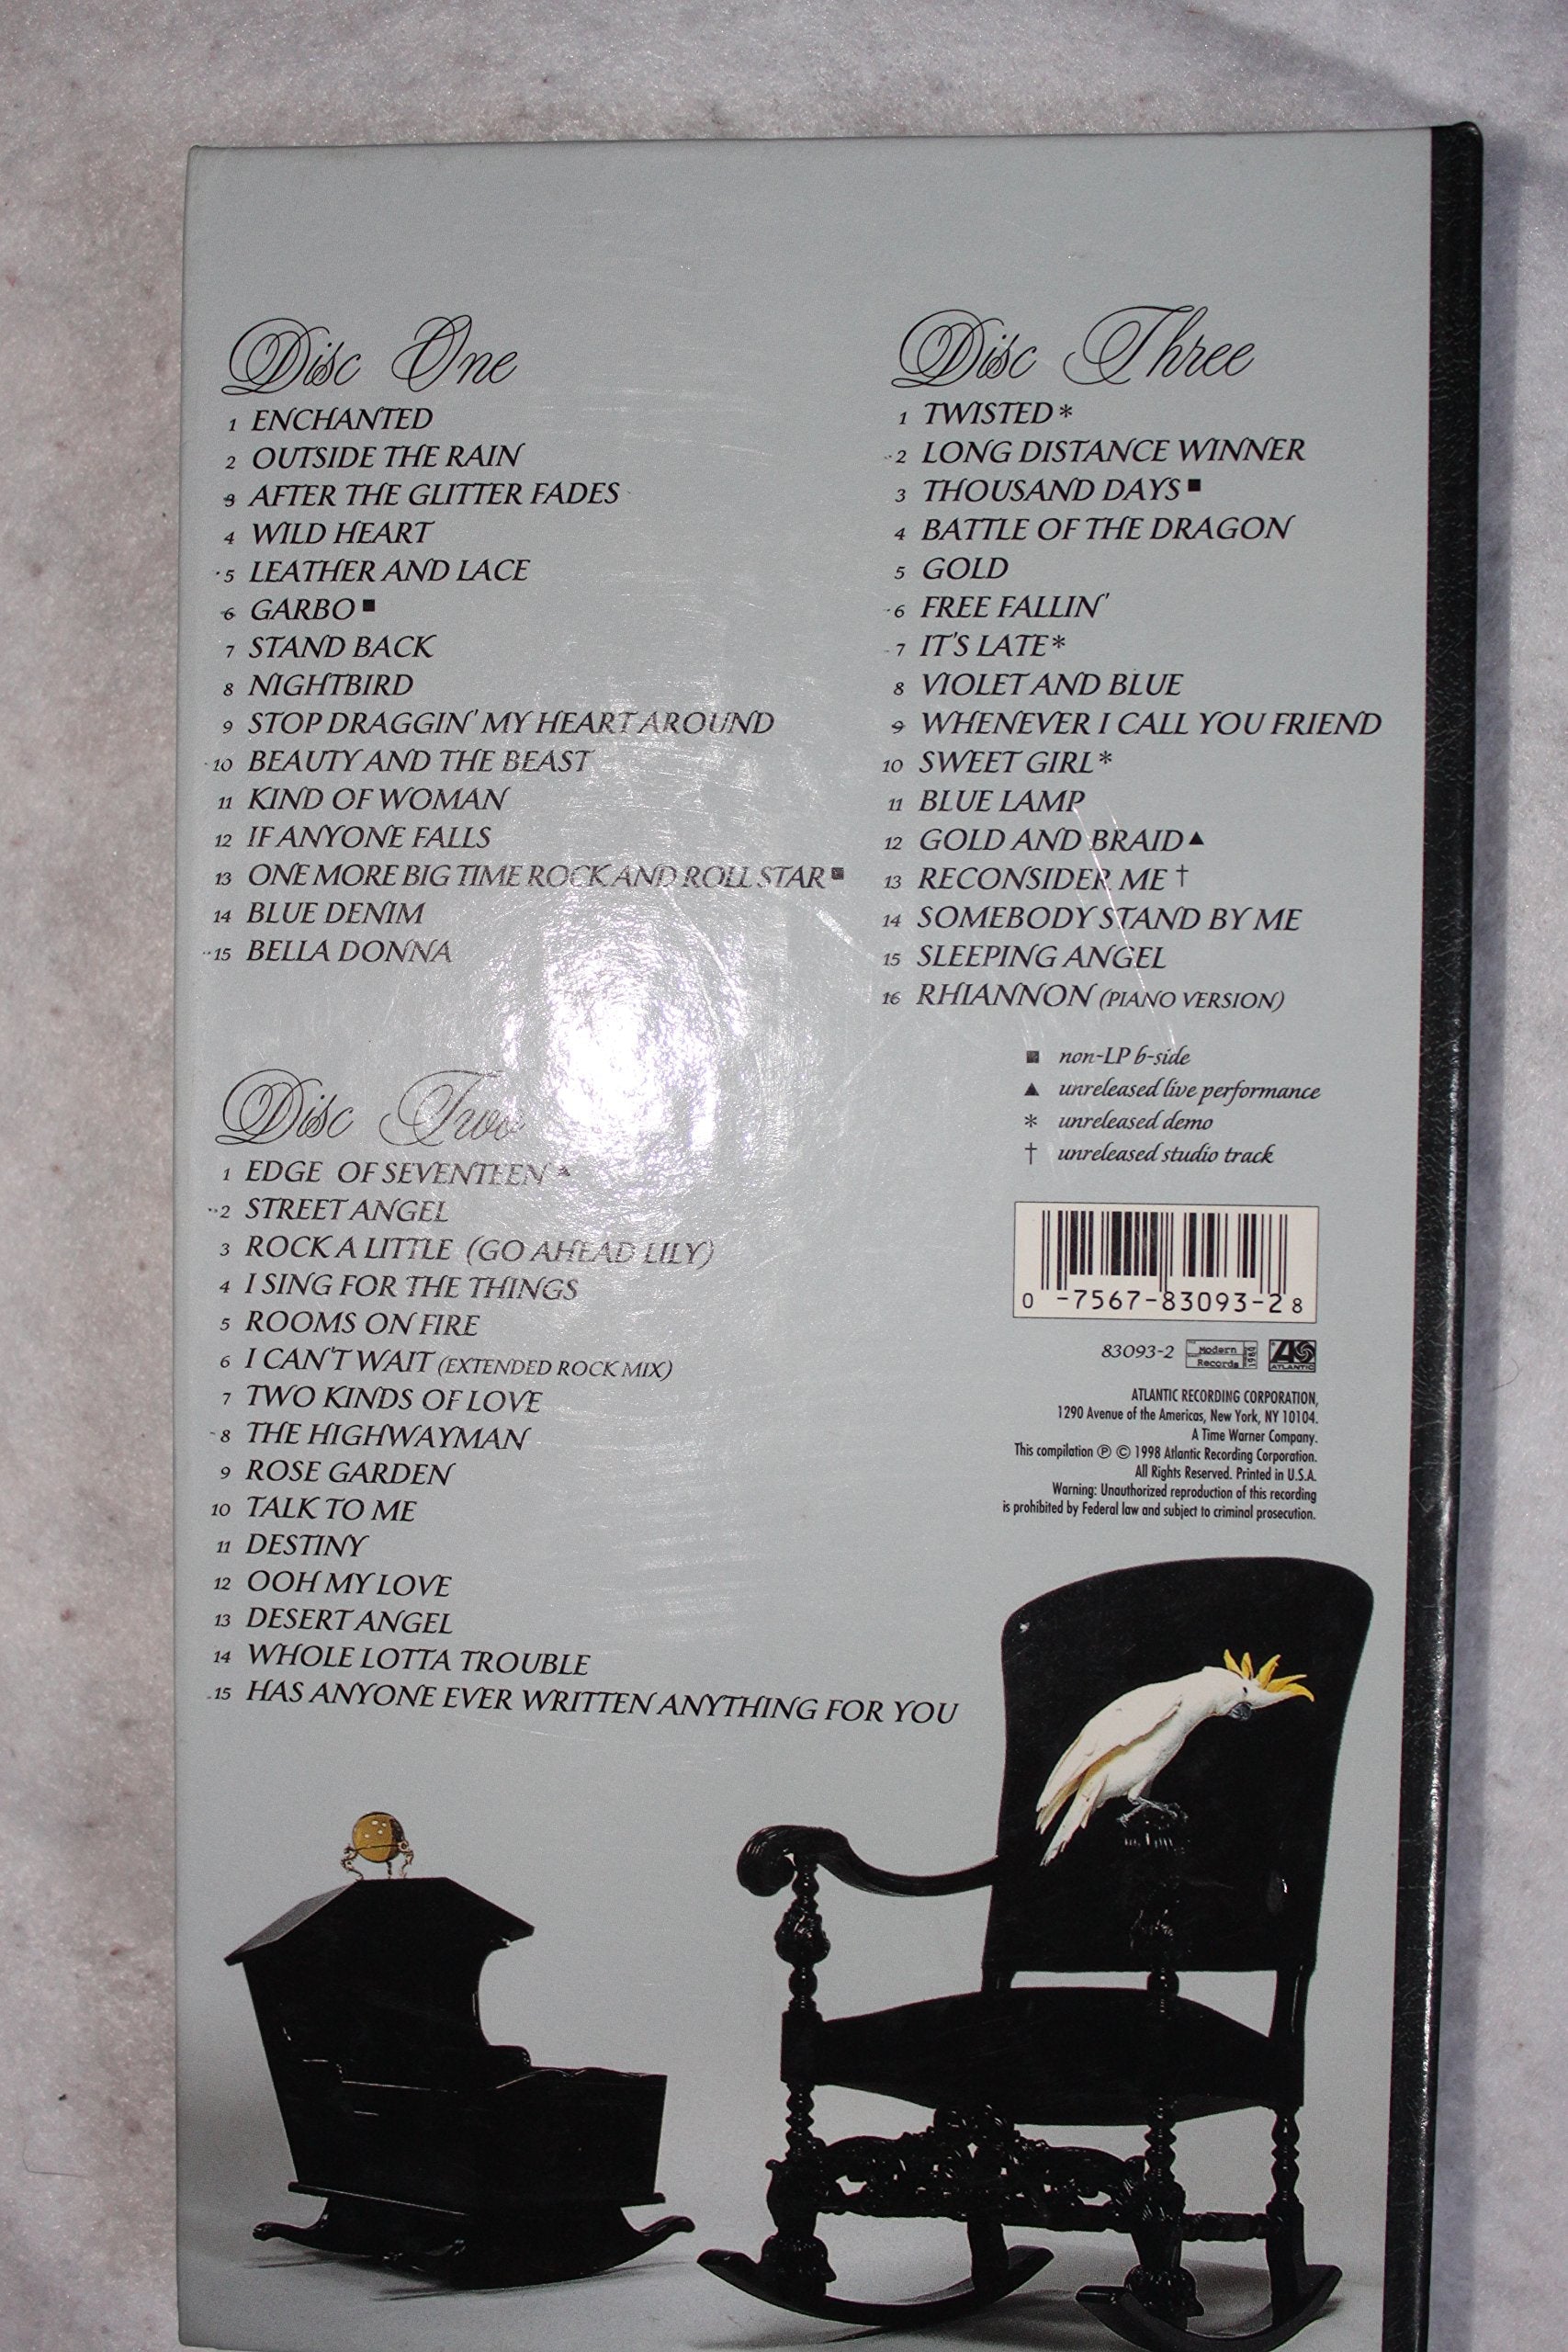 Disc One
1 ENCHANTED
2 OUTSIDE THE RAIN
3 AFTER THE GLITTER FADES
4 WILD HEART
5 LEATHER AND LACE
6 GARBO ■
7 STAND BACK
8 NIGHTBIRD
9 STOP DRAGGIN' MY HEART AROUND
10 BEAUTY AND THE BEAST
11 KIND OF WOMAN
12 IF ANYONE FALLS
13 ONE MORE BIG TIME ROCK AND ROLL STAR ■
14 BLUE DENIM
15 BELLA DONNA
Disc Two
1 EDGE OF SEVENTEEN ▲
2 STREET ANGEL
3 ROCK A LITTLE (GO AHEAD LILY)
4 I SING FOR THE THINGS
5 ROOMS ON FIRE
6 I CAN'T WAIT (EXTENDED ROCK MIX)
7 TWO KINDS OF LOVE
8 THE HIGHWAYMAN
9 ROSE GARDEN
10 TALK TO ME
11 DESTINY
12 OOH MY LOVE
13 DESERT ANGEL
14 WHOLE LOTTA TROUBLE
15 HAS ANYONE EVER WRITTEN ANYTHING FOR YOU
Disc Three
1 TWISTED *
2 LONG DISTANCE WINNER
3 THOUSAND DAYS ■
4 BATTLE OF THE DRAGON
5 GOLD
6 FREE FALLIN'
7 IT'S LATE *
8 VIOLET AND BLUE
9 WHENEVER I CALL YOU FRIEND
10 SWEET GIRL *
11 BLUE LAMP
12 GOLD AND BRAID ▲
13 RECONSIDER ME †
14 SOMEBODY STAND BY ME
15 SLEEPING ANGEL
16 RHIANNON (PIANO VERSION)
■ non-LP b-side
▲ unreleased live performance
* unreleased demo
† unreleased studio track
0 -7567-83093-2 8
83093-2 Modern Records 1980 ATLANTIC
ATLANTIC RECORDING CORPORATION,
1290 Avenue of the Americas, New York, NY 10104.
A Time Warner Company.
This compilation ℗ © 1998 Atlantic Recording Corporation.
All Rights Reserved. Printed in U.S.A.
Warning: Unauthorized reproduction of this recording
is prohibited by Federal law and subject to criminal prosecution.